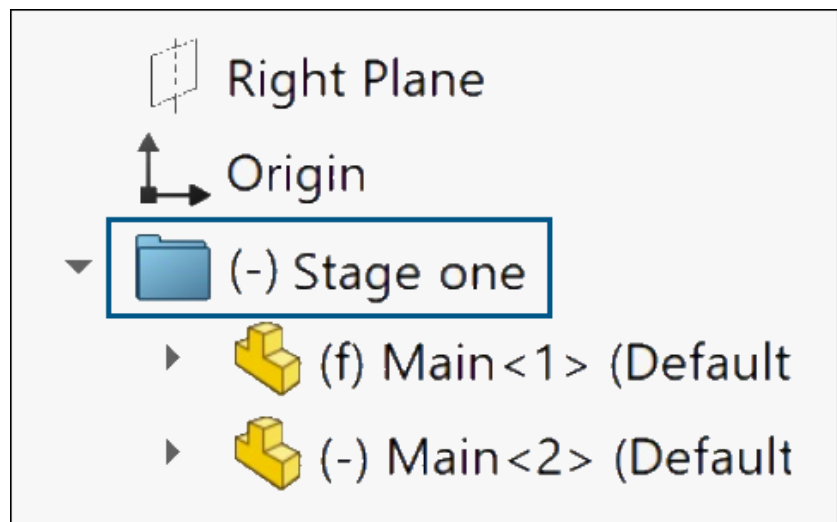 Right Plane
Origin
(-) Stage one
(f) Main<1> (Default
(-) Main<2> (Default